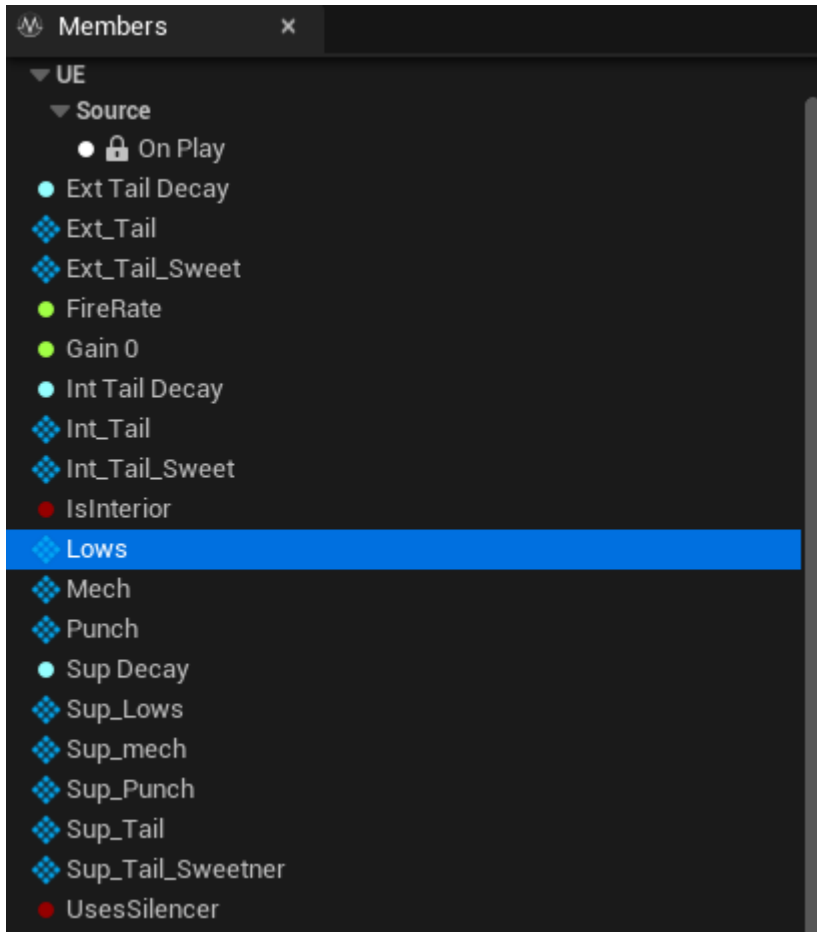 Members
UE
Source
On Play
Ext Tail Decay
Ext_Tail
Ext_Tail_Sweet
FireRate
Gain 0
Int Tail Decay
Int_Tail
Int_Tail_Sweet
IsInterior
Lows
Mech
Punch
Sup Decay
Sup_Lows
Sup_mech
Sup_Punch
Sup_Tail
Sup_Tail_Sweetner
UsesSilencer